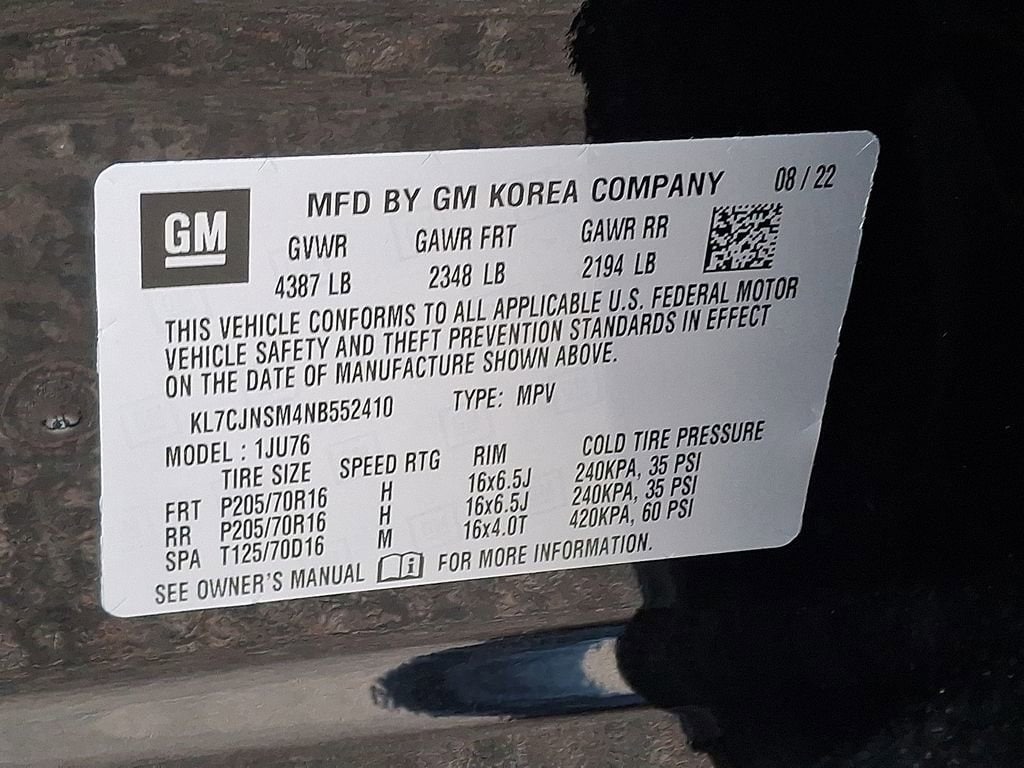 GM
MFD BY GM KOREA COMPANY 08 / 22
GVWR GAWR FRT GAWR RR
4387 LB 2348 LB 2194 LB
THIS VEHICLE CONFORMS TO ALL APPLICABLE U.S. FEDERAL MOTOR
VEHICLE SAFETY AND THEFT PREVENTION STANDARDS IN EFFECT
ON THE DATE OF MANUFACTURE SHOWN ABOVE.
KL7CJNSM4NB552410 TYPE: MPV
MODEL : 1JU76
TIRE SIZE SPEED RTG RIM COLD TIRE PRESSURE
FRT P205/70R16 H 16x6.5J 240KPA, 35 PSI
RR P205/70R16 H 16x6.5J 240KPA, 35 PSI
SPA T125/70D16 M 16x4.0T 420KPA, 60 PSI
SEE OWNER'S MANUAL FOR MORE INFORMATION.